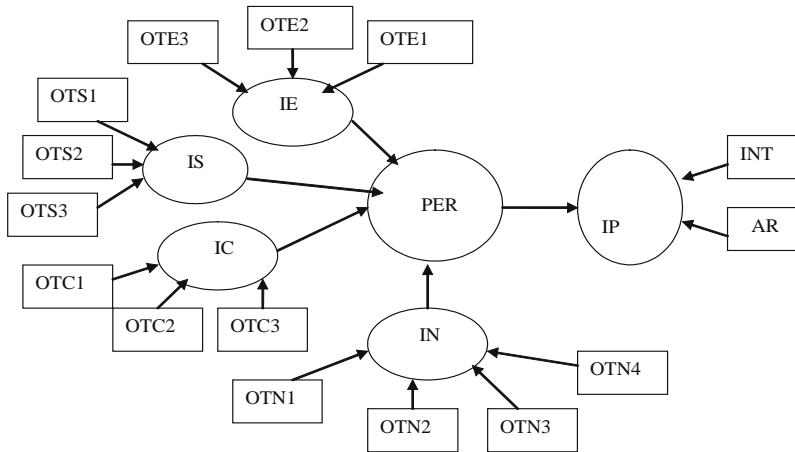 OTE3
OTE2
OTE1
OTS1
IE
OTS2
IS
INT
OTS3
PER
IP
AR
IC
OTC1
OTC2
OTC3
IN
OTN4
OTN1
OTN2
OTN3